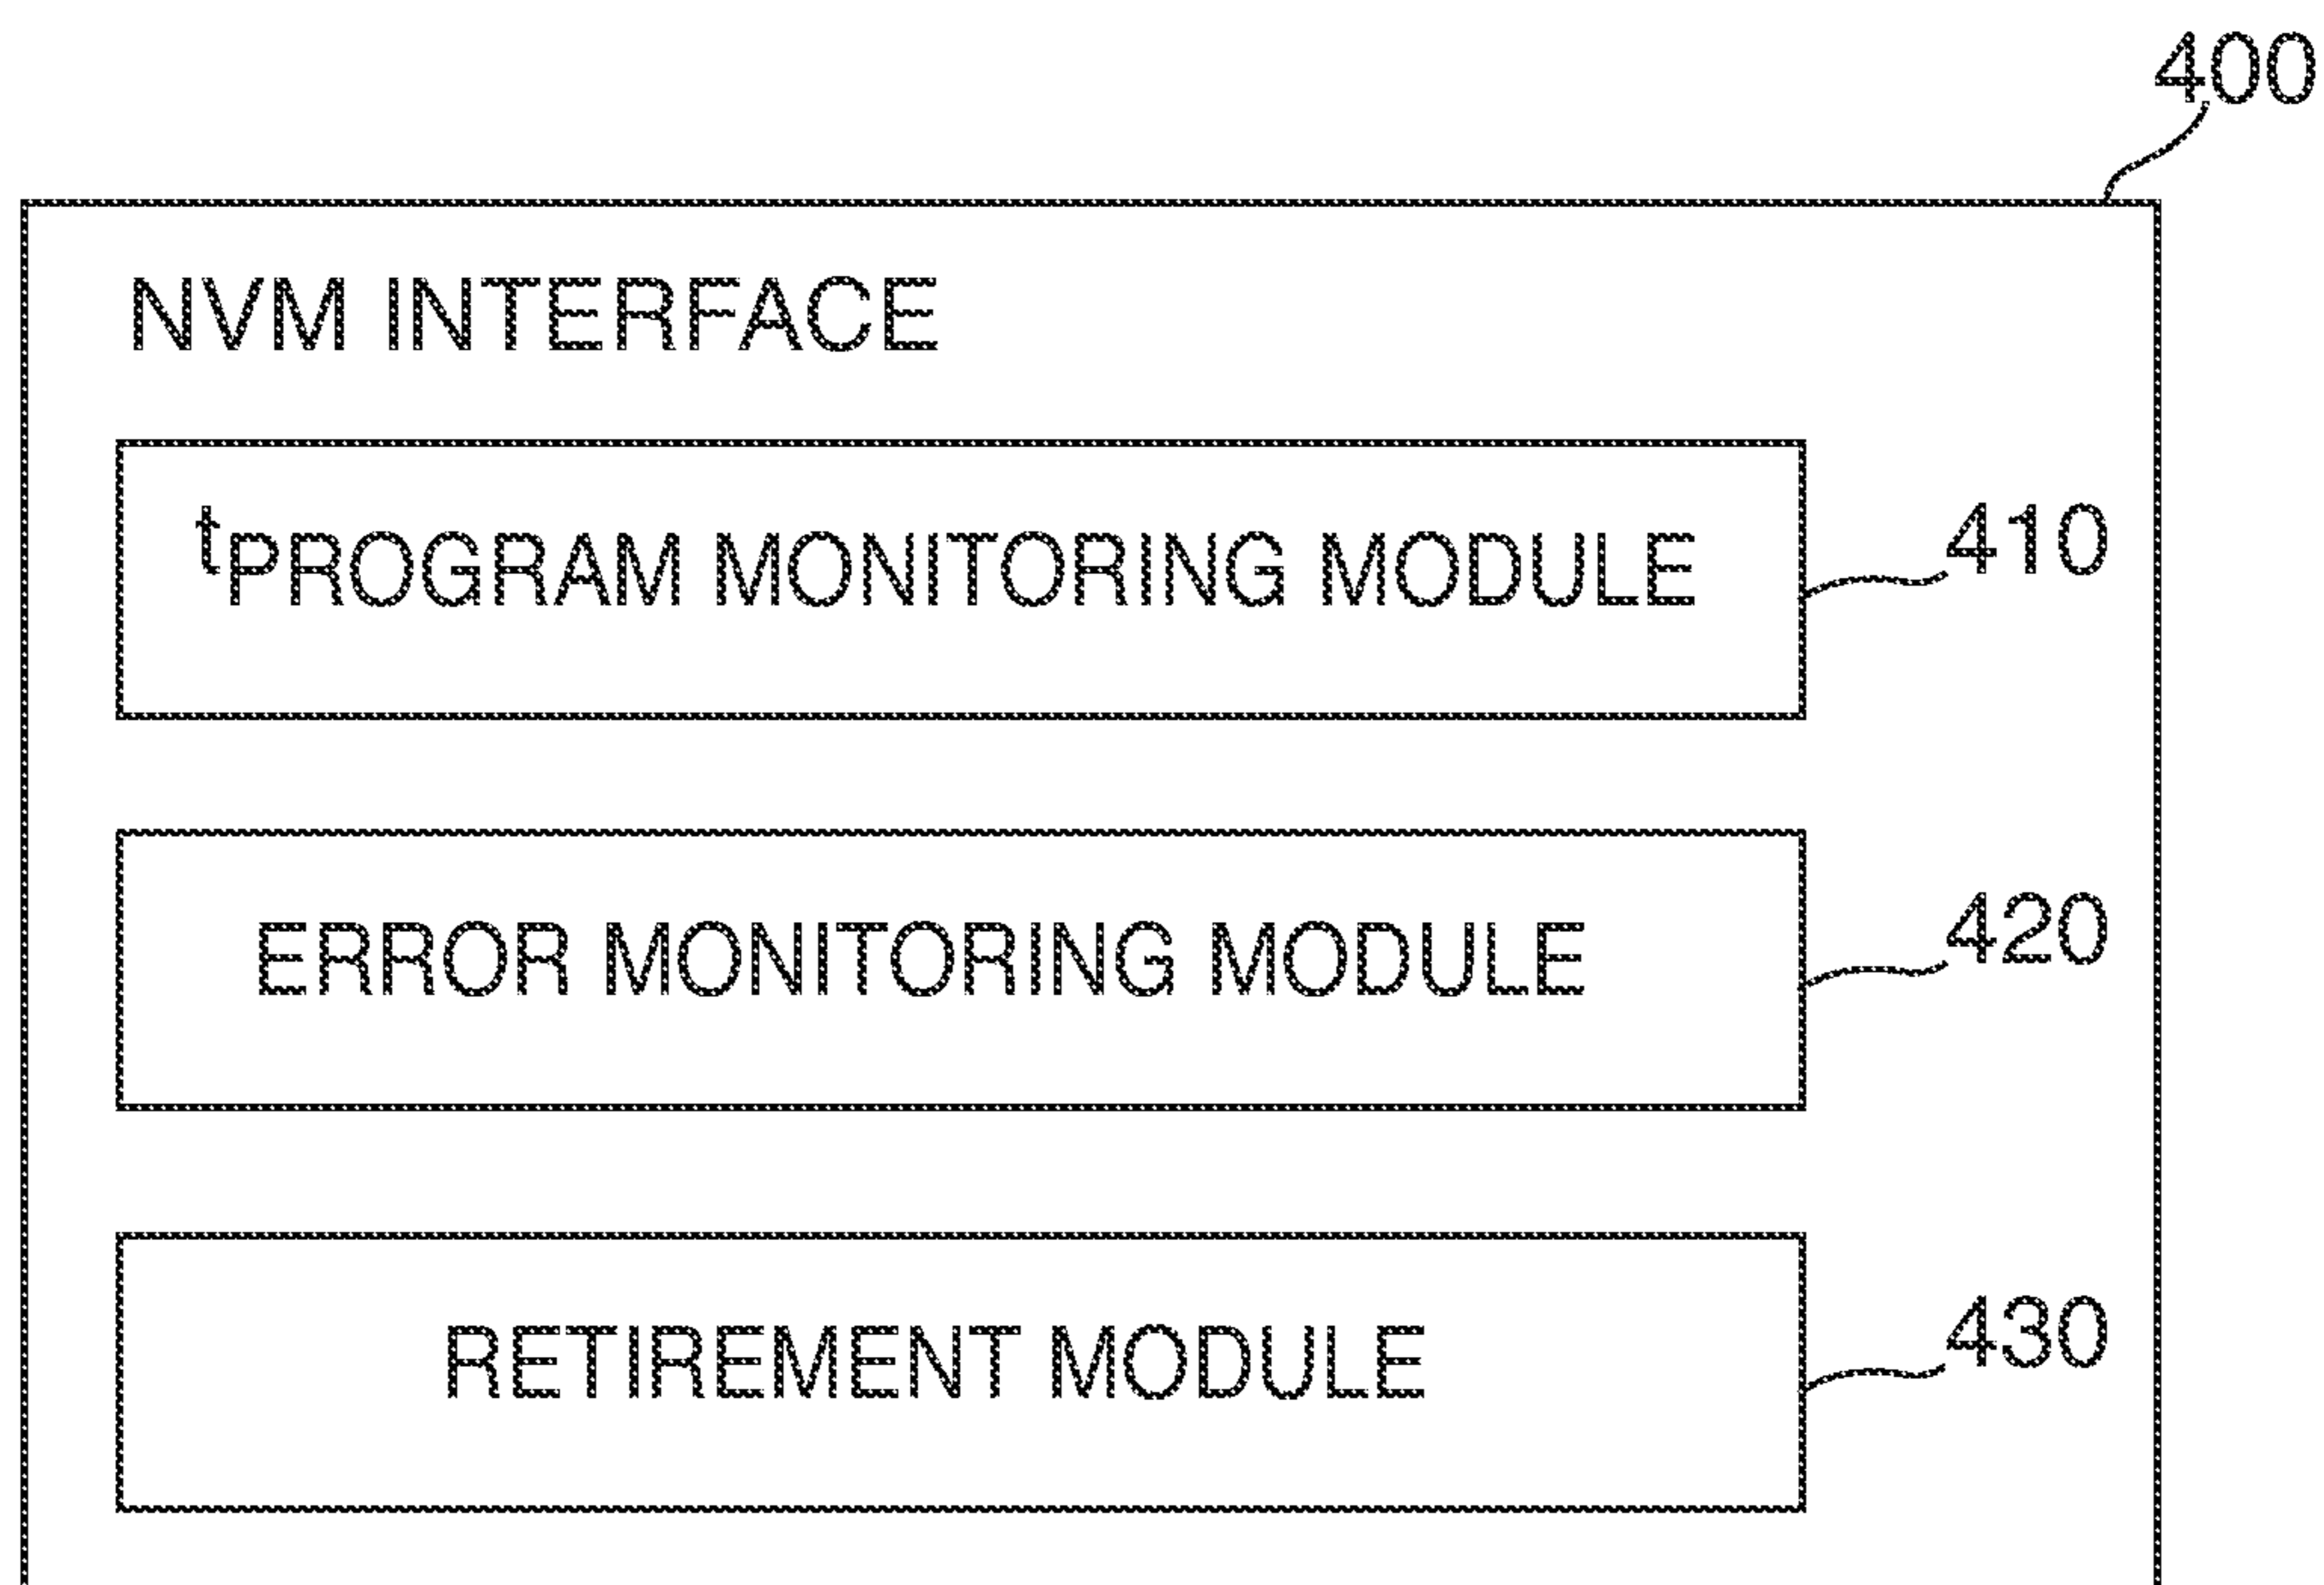 400
NVM INTERFACE
tPROGRAM MONITORING MODULE
410
ERROR MONITORING MODULE
420
RETIREMENT MODULE
430